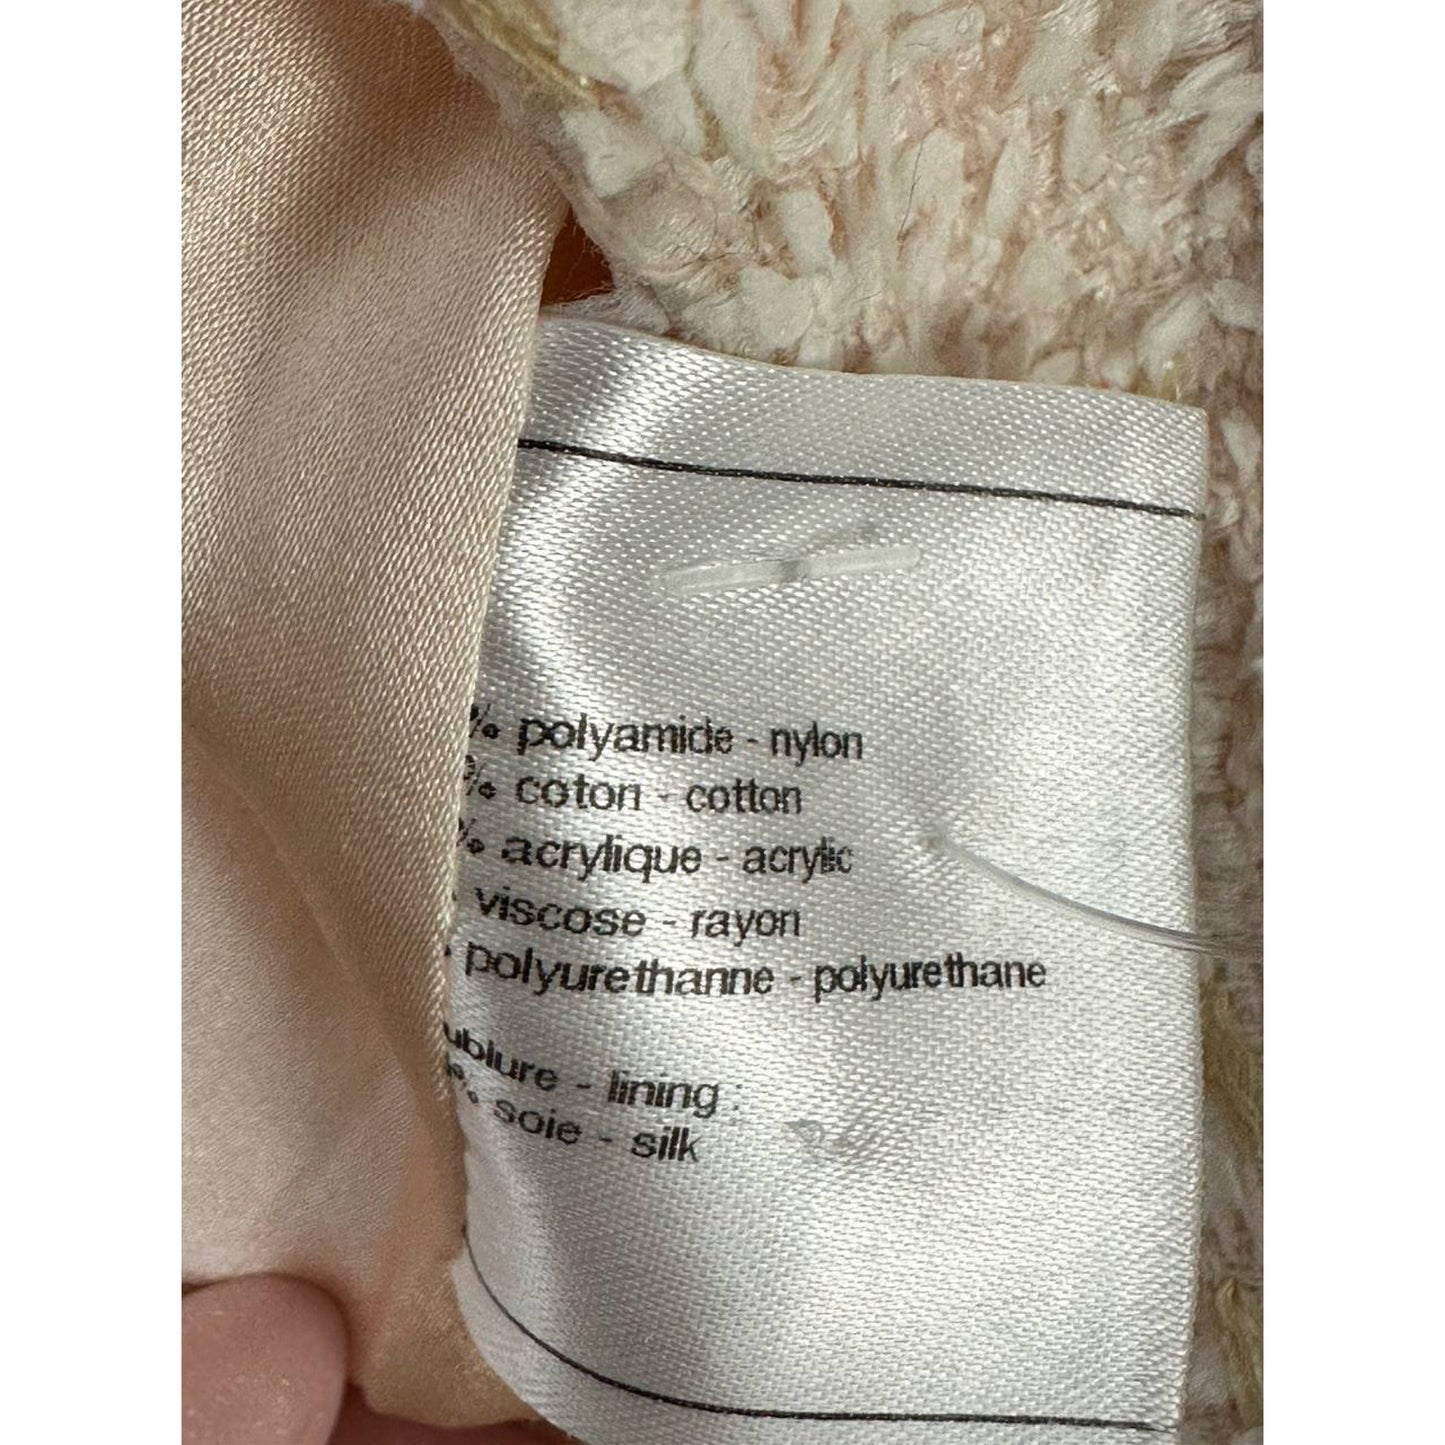 % polyamide - nylon
% coton - cotton
% acrylique - acrylic
viscose - rayon
polyurethanne - polyurethane
ublure - lining :
% soie - silk